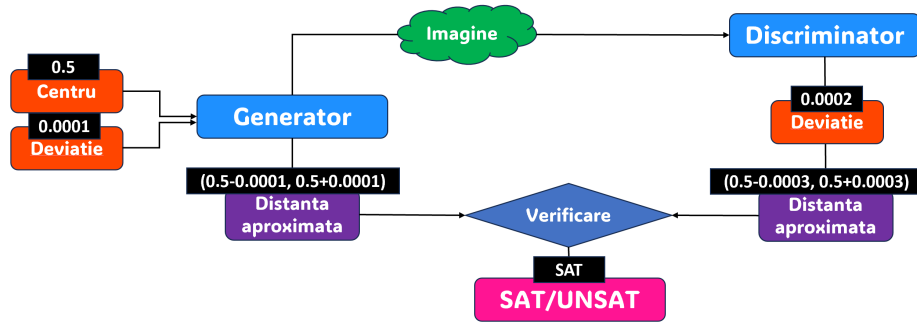 Imagine
Discriminator
0.5
Centru
0.0001
Deviatie
Generator
0.0002
Deviatie
(0.5-0.0001, 0.5+0.0001)
Distanta
aproximata
(0.5-0.0003, 0.5+0.0003)
Distanta
aproximata
Verificare
SAT
SAT/UNSAT